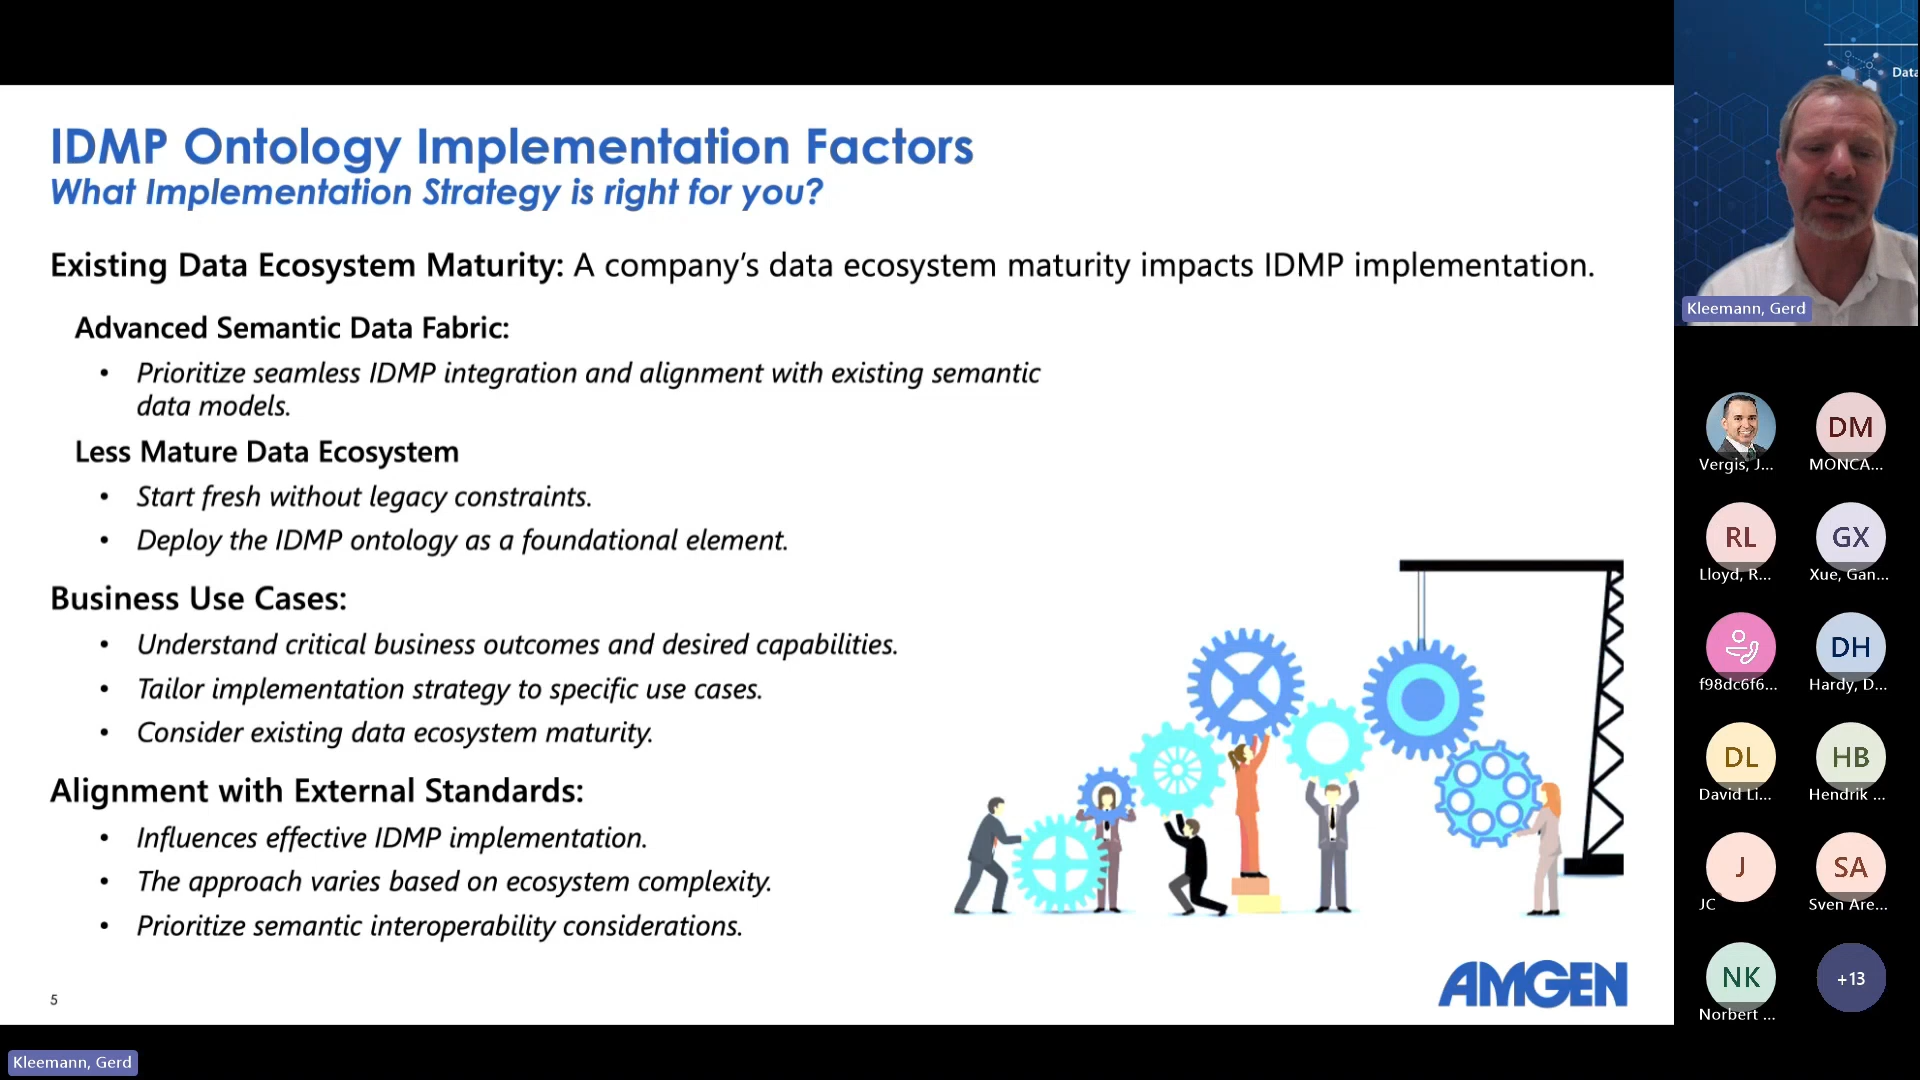 IDMP Ontology Implementation Factors
What Implementation Strategy is right for you?
Existing Data Ecosystem Maturity: A company's data ecosystem maturity impacts IDMP implementation.
Advanced Semantic Data Fabric:
• Prioritize seamless IDMP integration and alignment with existing semantic
data models.
Less Mature Data Ecosystem
• Start fresh without legacy constraints.
• Deploy the IDMP ontology as a foundational element.
Business Use Cases:
• Understand critical business outcomes and desired capabilities.
• Tailor implementation strategy to specific use cases.
• Consider existing data ecosystem maturity.
Alignment with External Standards:
• Influences effective IDMP implementation.
• The approach varies based on ecosystem complexity.
• Prioritize semantic interoperability considerations.
5
AMGEN
Kleemann, Gerd
Data
Kleemann, Gerd
Vergis, J...
DM
MONCA...
RL
Lloyd, R...
GX
Xue, Gan...
f98dc6f6...
DH
Hardy, D...
DL
David Li...
HB
Hendrik ...
J
JC
SA
Sven Are...
NK
Norbert ...
+13